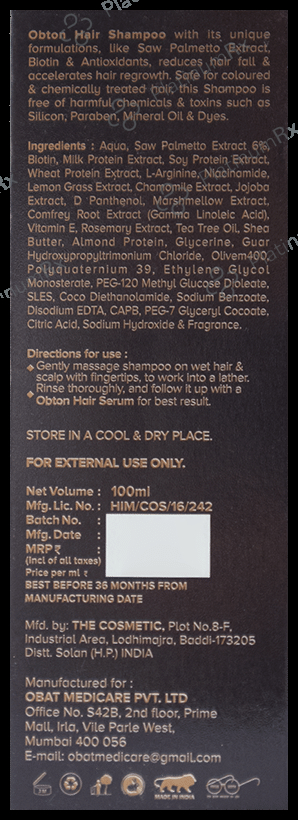 Obton Hair Shampoo with its unique
formulations, like Saw Palmetto Extract,
Biotin & Antioxidants, reduces hair fall &
accelerates hair regrowth. Safe for coloured
& chemically treated hair, this Shampoo is
free of harmful chemicals & toxins such as
Silicon, Paraben, Mineral Oil & Dyes.
Ingredients : Aqua, Saw Palmetto Extract 6%,
Biotin, Milk Protein Extract, Soy Protein Extract,
Wheat Protein Extract, L-Arginine, Niacinamide,
Lemon Grass Extract, Chamomile Extract, Jojoba
Extract, D Panthenol, Marshmellow Extract,
Comfrey Root Extract (Gamma Linoleic Acid),
Vitamin E, Rosemary Extract, Tea Tree Oil, Shea
Butter, Almond Protein, Glycerine, Guar
Hydroxypropyltrimonium Chloride, Olivem400,
Polyquaternium 39, Ethylene Glycol
Monosterate, PEG-120 Methyl Glucose Dioleate,
SLES, Coco Diethanolamide, Sodium Benzoate,
Disodium EDTA, CAPB, PEG-7 Glyceryl Cocoate,
Citric Acid, Sodium Hydroxide & Fragrance.
Directions for use :
Gently massage shampoo on wet hair &
scalp with fingertips, to work into a lather.
Rinse thoroughly, and follow it up with a
Obton Hair Serum for best result.
STORE IN A COOL & DRY PLACE.
FOR EXTERNAL USE ONLY.
Net Volume : 100ml
Mfg. Lic. No. : HIM/COS/16/242
Batch No. :
Mfg. Date :
MRP ₹ :
(Incl of all taxes)
Price per ml ₹
BEST BEFORE 36 MONTHS FROM
MANUFACTURING DATE
Mfd. by: THE COSMETIC, Plot No.8-F,
Industrial Area, Lodhimajra, Baddi-173205
Distt. Solan (H.P.) INDIA
Manufactured for :
OBAT MEDICARE PVT. LTD
Office No. S42B, 2nd floor, Prime
Mall, Irla, Vile Parle West,
Mumbai 400 056
E-mail: obatmedicare@gmail.com
MADE IN INDIA